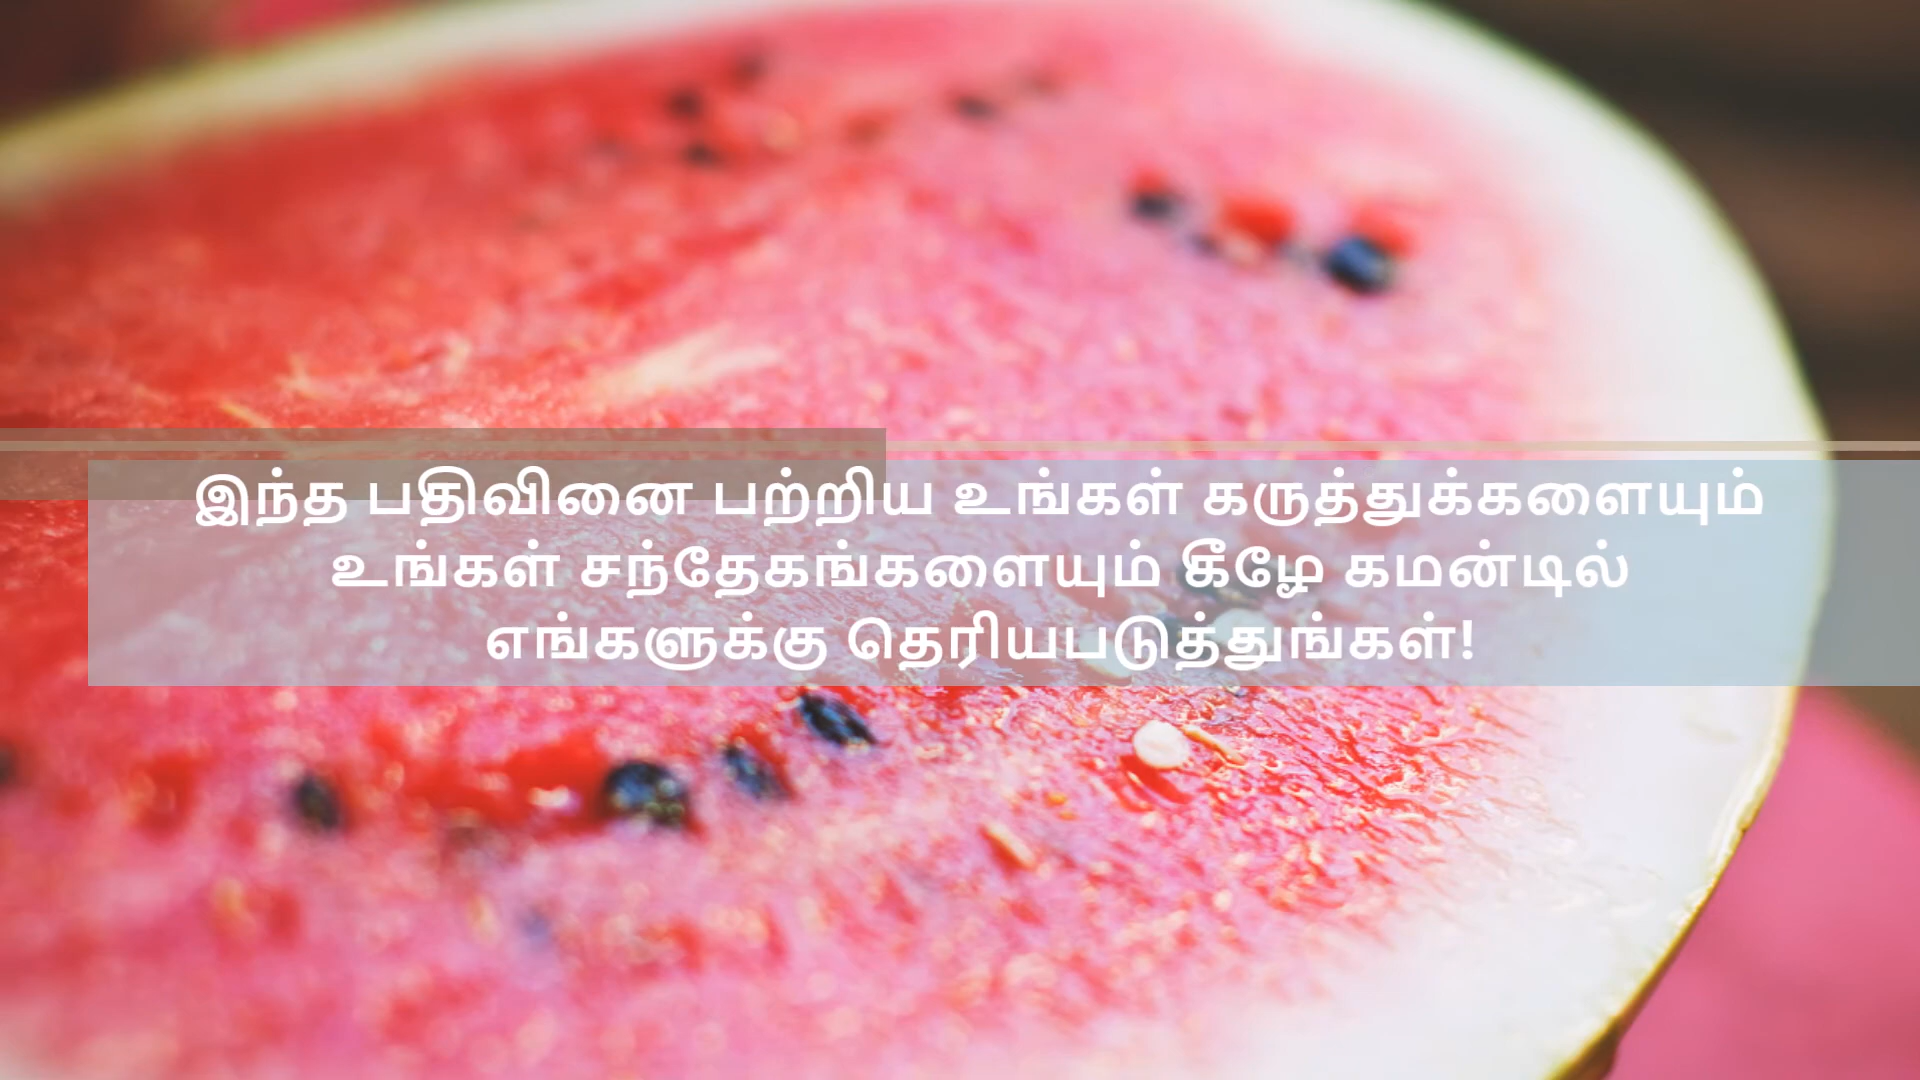 இந்த பதிவினை பற்றிய உங்கள் கருத்துக்களையும்
உங்கள் சந்தேகங்களையும் கீழே கமன்டில்
எங்களுக்கு தெரியபடுத்துங்கள்!